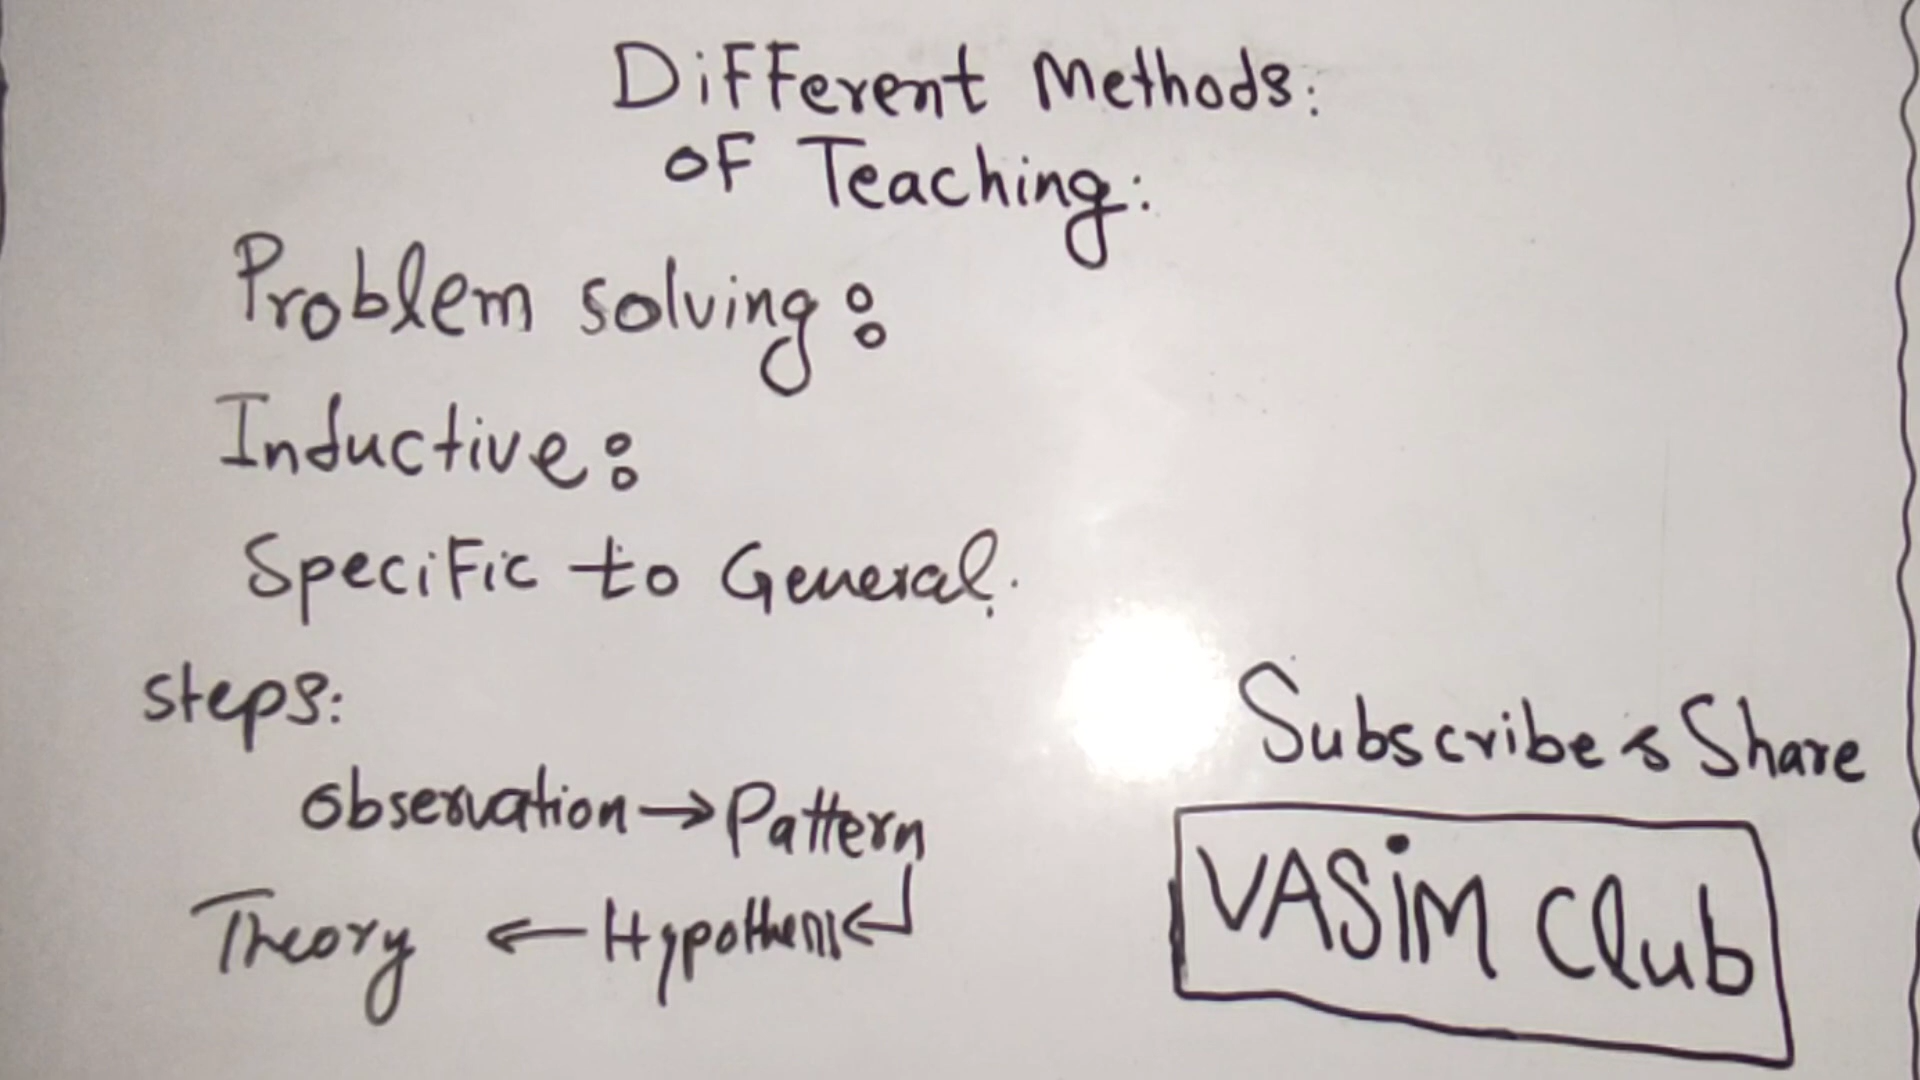 Different Methods:
of Teaching:
Problem solving:
Inductive:
Specific to General.
steps:
Observation → Pattern
Theory ← Hypothesis ↵
Subscribe & Share
VASiM Club